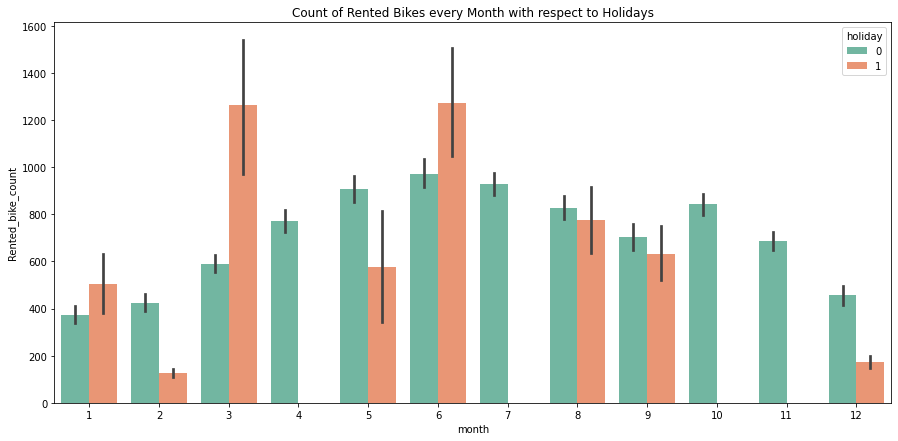 Count of Rented Bikes every Month with respect to Holidays
holiday
0
1
1600
1400
1200
1000
800
600
400
200
0
Rented_bike_count
1 2 3 4 5 6 7 8 9 10 11 12
month